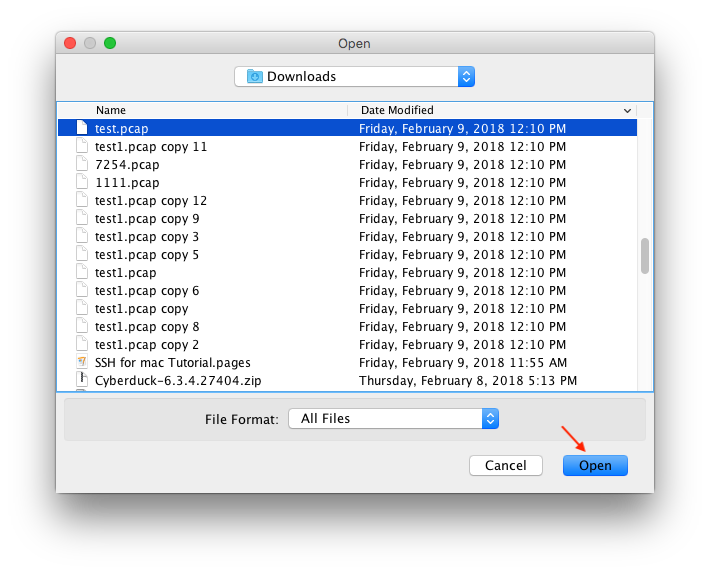 Open
Downloads
Name Date Modified
test.pcap Friday, February 9, 2018 12:10 PM
test1.pcap copy 11 Friday, February 9, 2018 12:10 PM
7254.pcap Friday, February 9, 2018 12:10 PM
1111.pcap Friday, February 9, 2018 12:10 PM
test1.pcap copy 12 Friday, February 9, 2018 12:10 PM
test1.pcap copy 9 Friday, February 9, 2018 12:10 PM
test1.pcap copy 3 Friday, February 9, 2018 12:10 PM
test1.pcap copy 5 Friday, February 9, 2018 12:10 PM
test1.pcap Friday, February 9, 2018 12:10 PM
test1.pcap copy 6 Friday, February 9, 2018 12:10 PM
test1.pcap copy Friday, February 9, 2018 12:10 PM
test1.pcap copy 8 Friday, February 9, 2018 12:10 PM
test1.pcap copy 2 Friday, February 9, 2018 12:10 PM
SSH for mac Tutorial.pages Friday, February 9, 2018 11:55 AM
Cyberduck-6.3.4.27404.zip Thursday, February 8, 2018 5:13 PM
File Format: All Files
Cancel Open